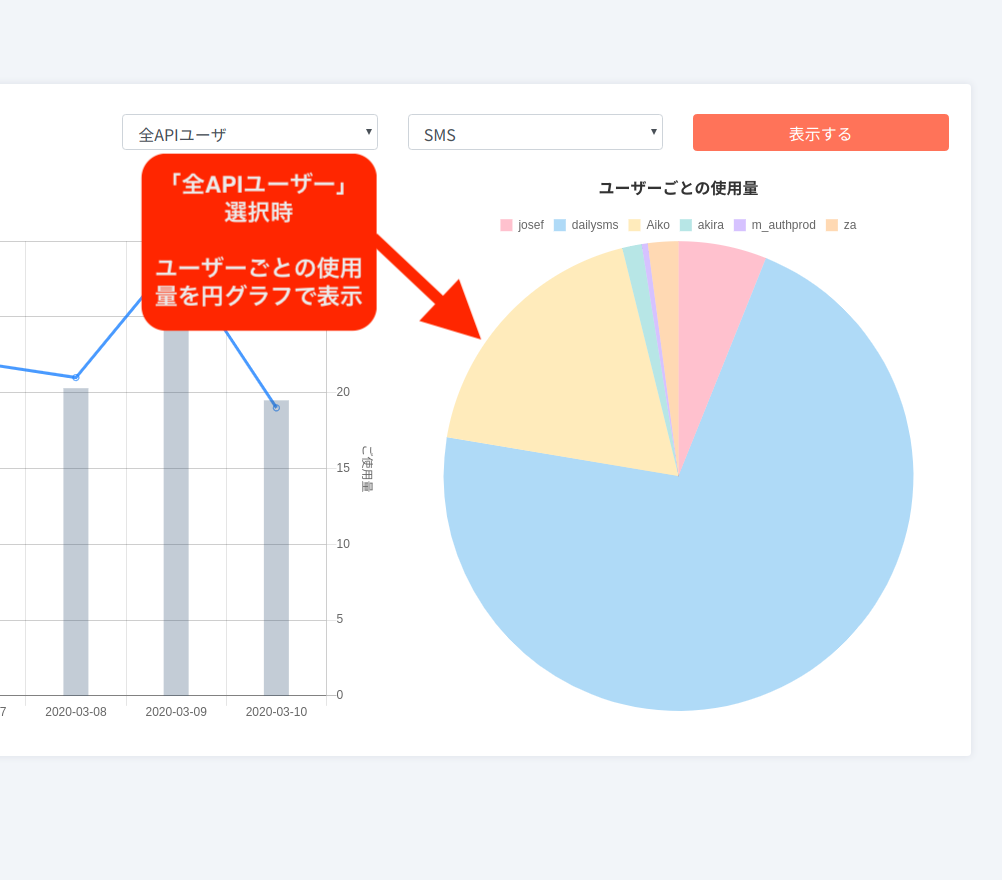 全APIユーザ
SMS
表示する
「全APIユーザー」
選択時
ユーザーごとの使用
量を円グラフで表示
ユーザーごとの使用量
josef dailysms Aiko akira m_authprod za
20
15
10
5
0
ご使用量
7 2020-03-08 2020-03-09 2020-03-10